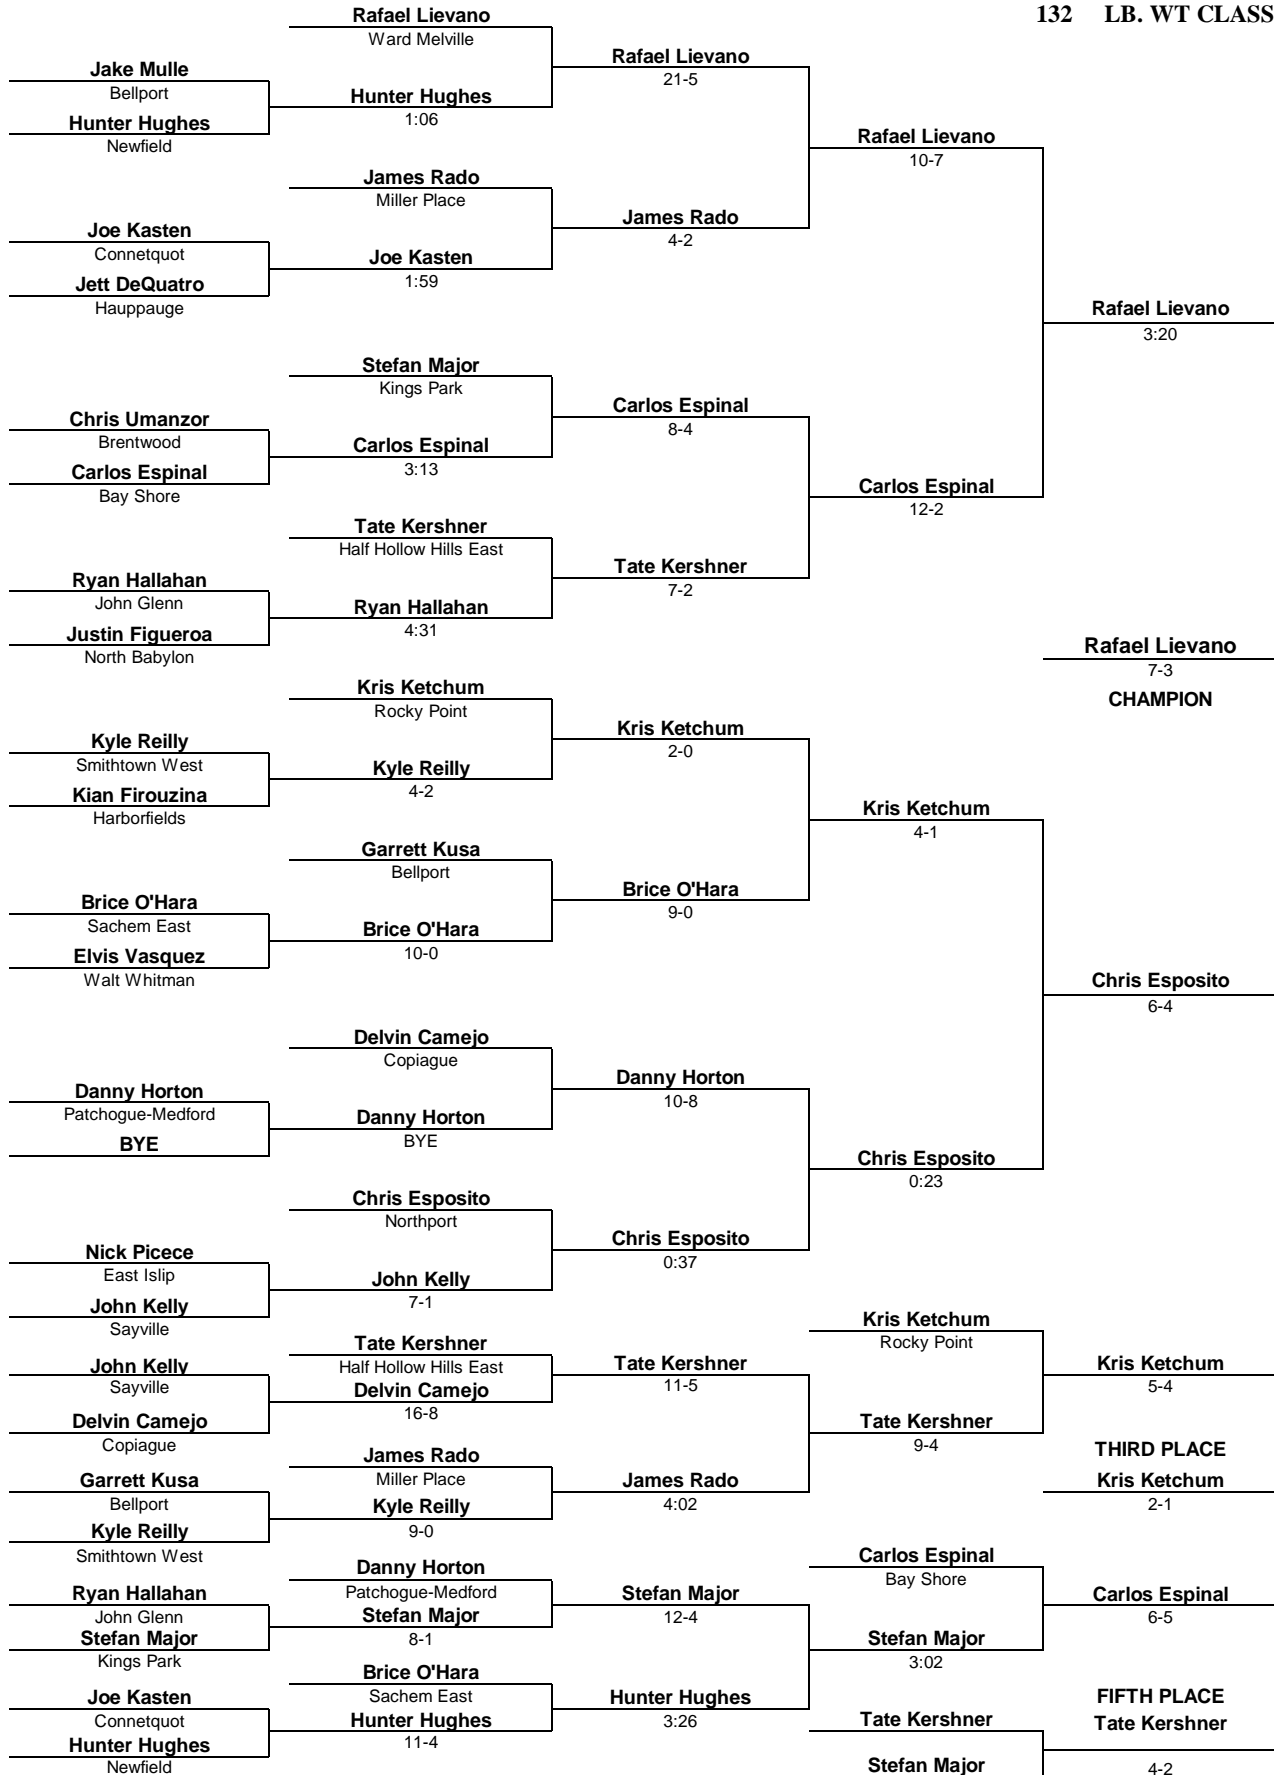 132 LB. WT CLASS
Rafael Lievano
Ward Melville
Jake Mulle
Bellport
Hunter Hughes
Newfield
Hunter Hughes
1:06
Rafael Lievano
21-5
James Rado
Miller Place
Joe Kasten
Connetquot
Jett DeQuatro
Hauppauge
Joe Kasten
1:59
James Rado
4-2
Rafael Lievano
10-7
Stefan Major
Kings Park
Chris Umanzor
Brentwood
Carlos Espinal
Bay Shore
Carlos Espinal
3:13
Carlos Espinal
8-4
Tate Kershner
Half Hollow Hills East
Ryan Hallahan
John Glenn
Justin Figueroa
North Babylon
Ryan Hallahan
4:31
Tate Kershner
7-2
Carlos Espinal
12-2
Rafael Lievano
3:20
Rafael Lievano
7-3
CHAMPION
Kris Ketchum
Rocky Point
Kyle Reilly
Smithtown West
Kian Firouzina
Harborfields
Kyle Reilly
4-2
Kris Ketchum
2-0
Garrett Kusa
Bellport
Brice O'Hara
Sachem East
Elvis Vasquez
Walt Whitman
Brice O'Hara
10-0
Brice O'Hara
9-0
Kris Ketchum
4-1
Delvin Camejo
Copiague
Danny Horton
Patchogue-Medford
BYE
Danny Horton
BYE
Danny Horton
10-8
Chris Esposito
Northport
Nick Picece
East Islip
John Kelly
Sayville
John Kelly
7-1
Chris Esposito
0:37
Chris Esposito
0:23
Chris Esposito
6-4
John Kelly
Sayville
Delvin Camejo
Copiague
Tate Kershner
Half Hollow Hills East
Delvin Camejo
16-8
Tate Kershner
11-5
Garrett Kusa
Bellport
Kyle Reilly
Smithtown West
James Rado
Miller Place
Kyle Reilly
9-0
James Rado
4:02
Kris Ketchum
Rocky Point
Tate Kershner
9-4
Kris Ketchum
5-4
THIRD PLACE
Kris Ketchum
2-1
Ryan Hallahan
John Glenn
Stefan Major
Kings Park
Danny Horton
Patchogue-Medford
Stefan Major
8-1
Stefan Major
12-4
Joe Kasten
Connetquot
Hunter Hughes
Newfield
Brice O'Hara
Sachem East
Hunter Hughes
11-4
Hunter Hughes
3:26
Carlos Espinal
Bay Shore
Stefan Major
3:02
Carlos Espinal
6-5
FIFTH PLACE
Tate Kershner
Tate Kershner
Stefan Major
4-2